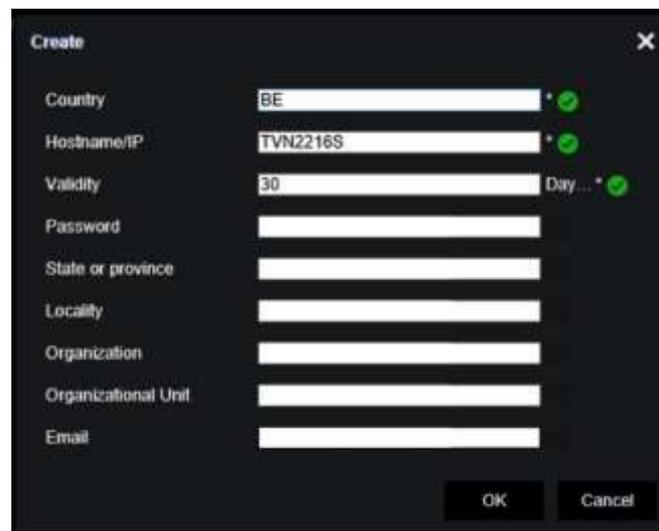 Create
Country BE *
Hostname/IP TVN2216S *
Validity 30 Day... *
Password
State or province
Locality
Organization
Organizational Unit
Email
OK Cancel